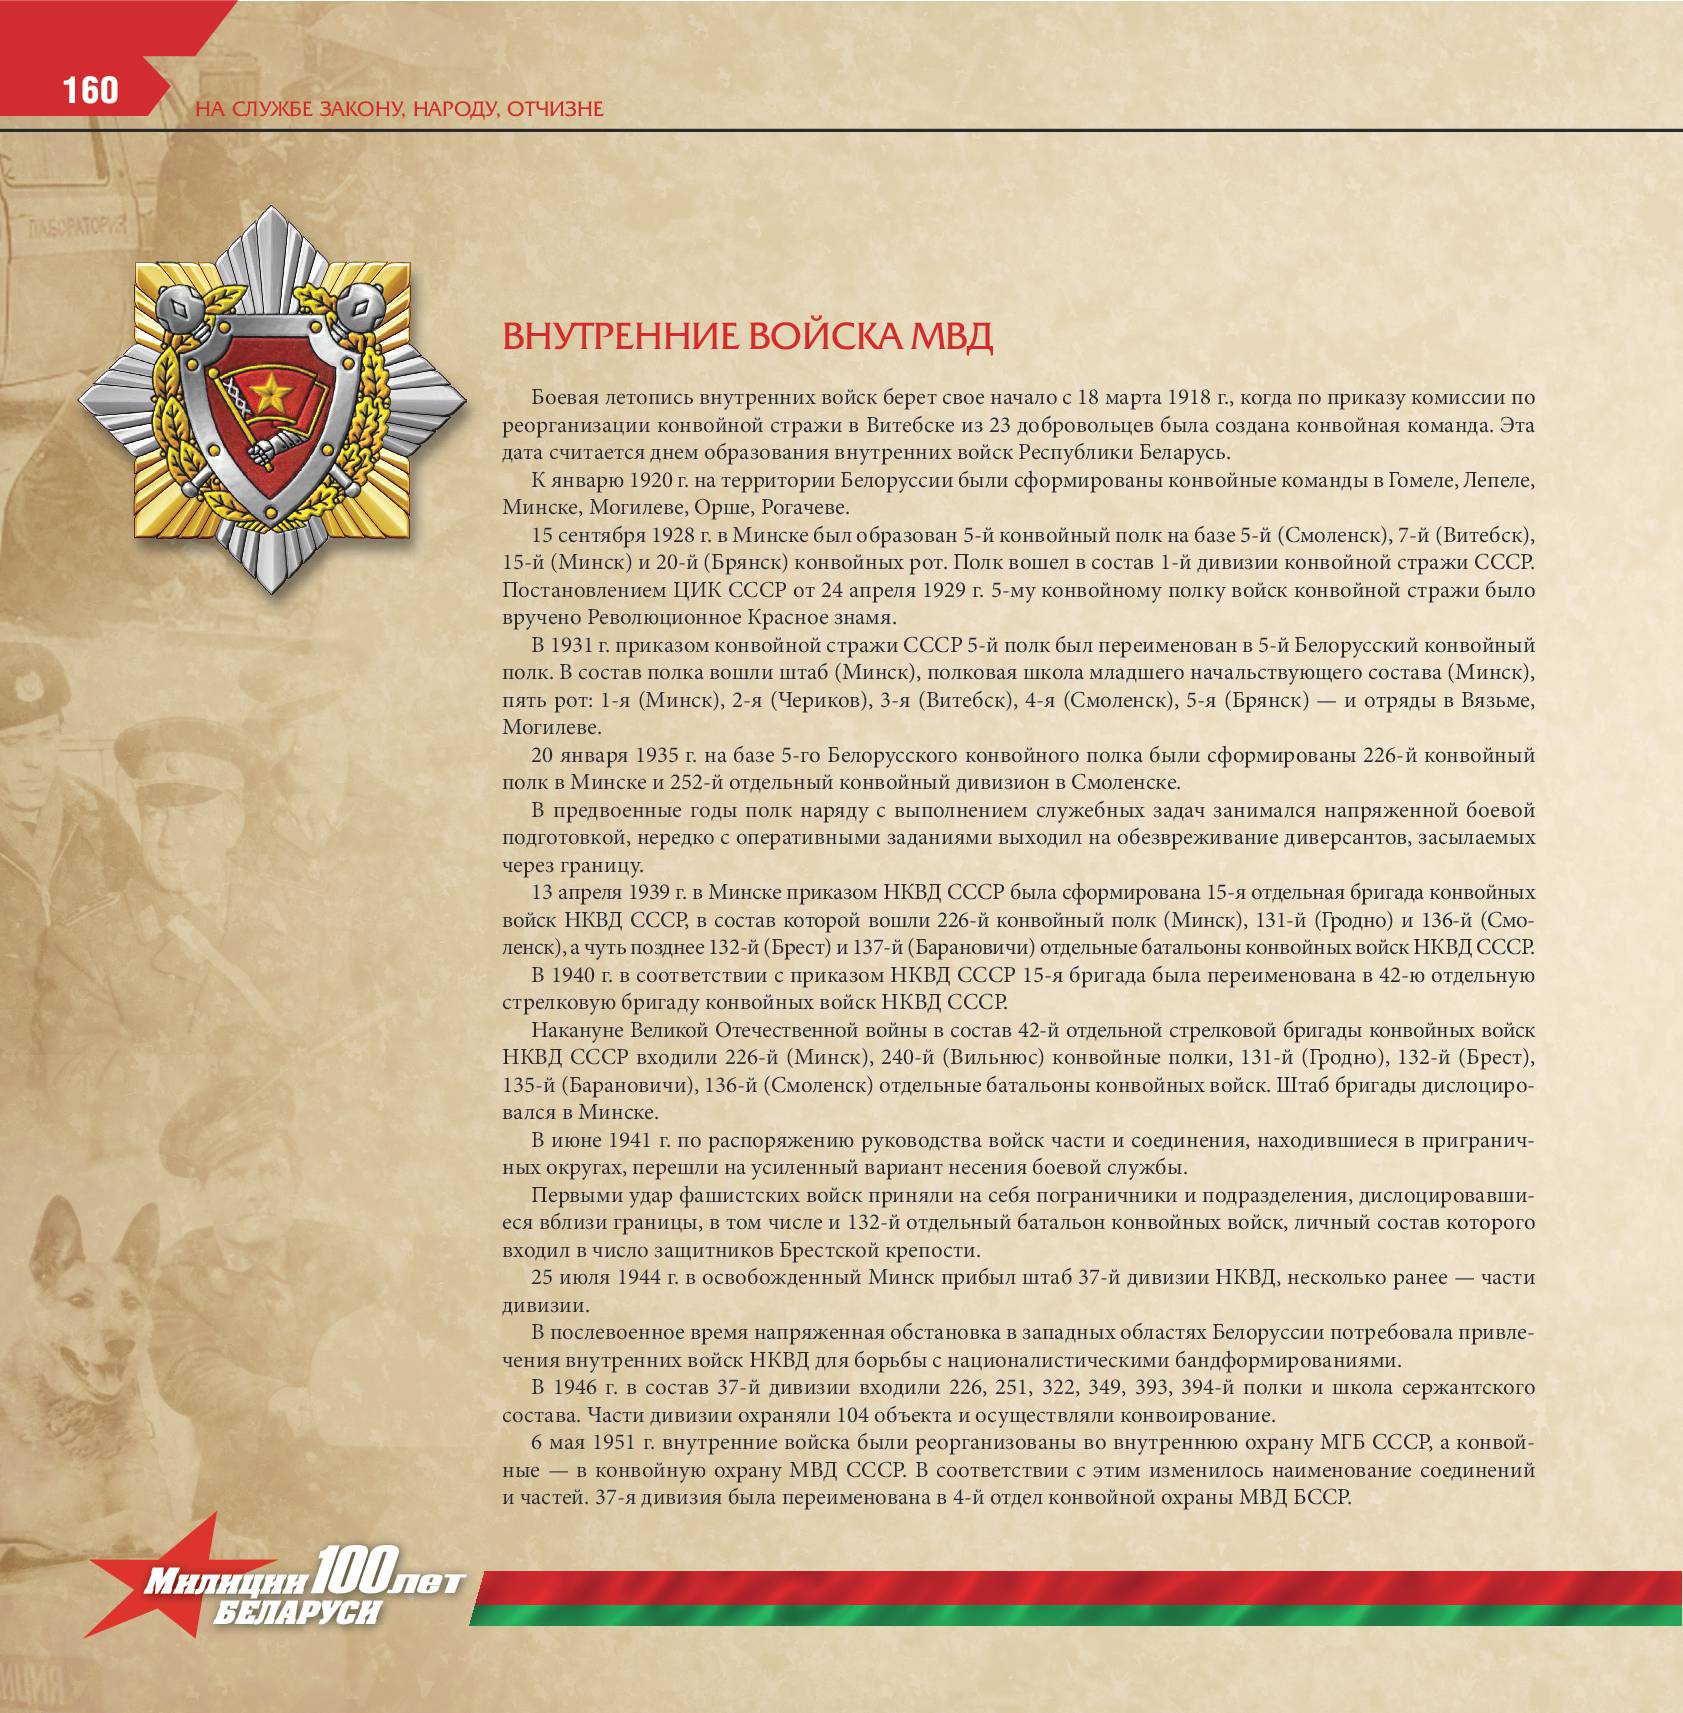 160
НА СЛУЖБЕ ЗАКОНУ, НАРОДУ, ОТЧИЗНЕ
ЛАБОРАТОРИЯ
ВНУТРЕННИЕ ВОЙСКА МВД
Боевая летопись внутренних войск берет свое начало с 18 марта 1918 г., когда по приказу комиссии по
реорганизации конвойной стражи в Витебске из 23 добровольцев была создана конвойная команда. Эта
дата считается днем образования внутренних войск Республики Беларусь.
К январю 1920 г. на территории Белоруссии были сформированы конвойные команды в Гомеле, Лепеле,
Минске, Могилеве, Орше, Рогачеве.
15 сентября 1928 г. в Минске был образован 5-й конвойный полк на базе 5-й (Смоленск), 7-й (Витебск),
15-й (Минск) и 20-й (Брянск) конвойных рот. Полк вошел в состав 1-й дивизии конвойной стражи СССР.
Постановлением ЦИК СССР от 24 апреля 1929 г. 5-му конвойному полку войск конвойной стражи было
вручено Революционное Красное знамя.
В 1931 г. приказом конвойной стражи СССР 5-й полк был переименован в 5-й Белорусский конвойный
полк. В состав полка вошли штаб (Минск), полковая школа младшего начальствующего состава (Минск),
пять рот: 1-я (Минск), 2-я (Чериков), 3-я (Витебск), 4-я (Смоленск), 5-я (Брянск) — и отряды в Вязьме,
Могилеве.
20 января 1935 г. на базе 5-го Белорусского конвойного полка были сформированы 226-й конвойный
полк в Минске и 252-й отдельный конвойный дивизион в Смоленске.
В предвоенные годы полк наряду с выполнением служебных задач занимался напряженной боевой
подготовкой, нередко с оперативными заданиями выходил на обезвреживание диверсантов, засылаемых
через границу.
13 апреля 1939 г. в Минске приказом НКВД СССР была сформирована 15-я отдельная бригада конвойных
войск НКВД СССР, в состав которой вошли 226-й конвойный полк (Минск), 131-й (Гродно) и 136-й (Смо-
ленск), а чуть позднее 132-й (Брест) и 137-й (Барановичи) отдельные батальоны конвойных войск НКВД СССР.
В 1940 г. в соответствии с приказом НКВД СССР 15-я бригада была переименована в 42-ю отдельную
стрелковую бригаду конвойных войск НКВД СССР.
Накануне Великой Отечественной войны в состав 42-й отдельной стрелковой бригады конвойных войск
НКВД СССР входили 226-й (Минск), 240-й (Вильнюс) конвойные полки, 131-й (Гродно), 132-й (Брест),
135-й (Барановичи), 136-й (Смоленск) отдельные батальоны конвойных войск. Штаб бригады дислоциро-
вался в Минске.
В июне 1941 г. по распоряжению руководства войск части и соединения, находившиеся в пригранич-
ных округах, перешли на усиленный вариант несения боевой службы.
Первыми удар фашистских войск приняли на себя пограничники и подразделения, дислоцировавши-
еся вблизи границы, в том числе и 132-й отдельный батальон конвойных войск, личный состав которого
входил в число защитников Брестской крепости.
25 июля 1944 г. в освобожденный Минск прибыл штаб 37-й дивизии НКВД, несколько ранее — части
дивизии.
В послевоенное время напряженная обстановка в западных областях Белоруссии потребовала привле-
чения внутренних войск НКВД для борьбы с националистическими бандформированиями.
В 1946 г. в состав 37-й дивизии входили 226, 251, 322, 349, 393, 394-й полки и школа сержантского
состава. Части дивизии охраняли 104 объекта и осуществляли конвоирование.
6 мая 1951 г. внутренние войска были реорганизованы во внутреннюю охрану МГБ СССР, а конвой-
ные — в конвойную охрану МВД СССР. В соответствии с этим изменилось наименование соединений
и частей. 37-я дивизия была переименована в 4-й отдел конвойной охраны МВД БССР.
Милиции 100 лет
БЕЛАРУСИ